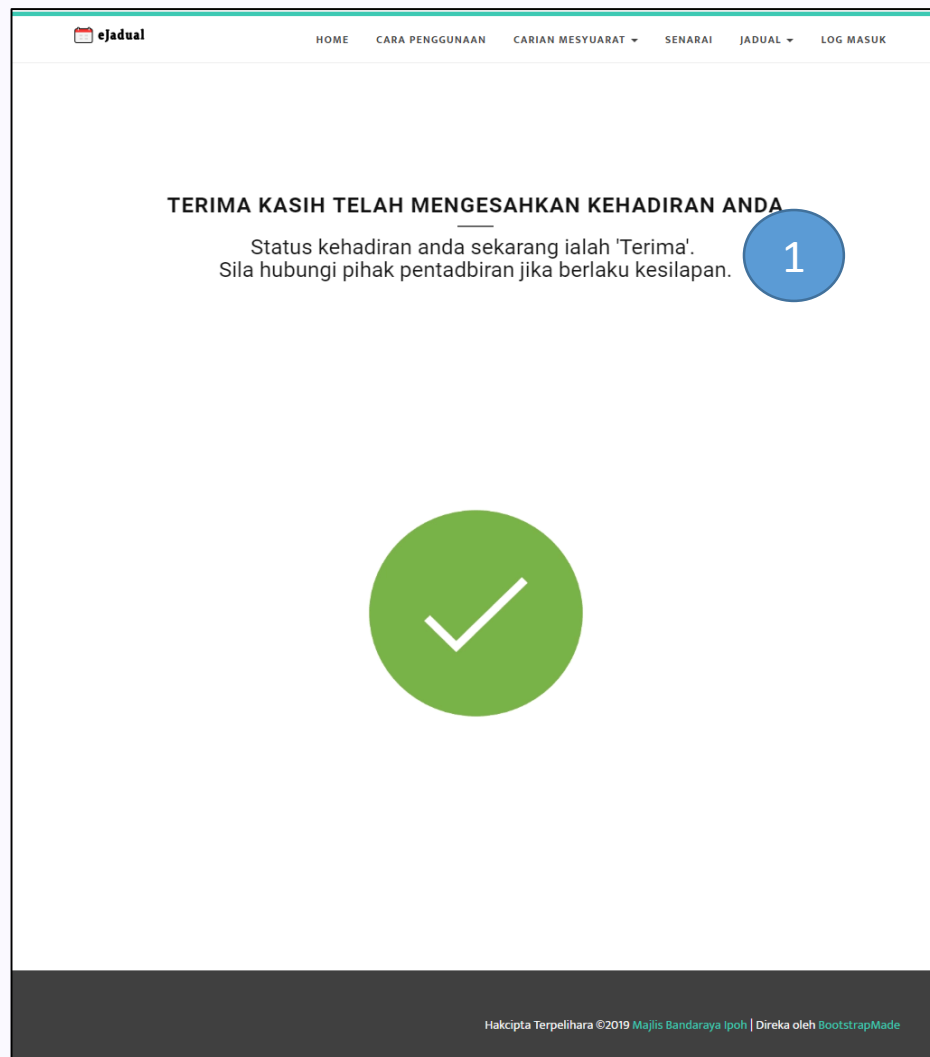 eJadual
HOME CARA PENGGUNAAN CARIAN MESYUARAT SENARAI JADUAL LOG MASUK
TERIMA KASIH TELAH MENGESAHKAN KEHADIRAN ANDA
Status kehadiran anda sekarang ialah 'Terima'.
Sila hubungi pihak pentadbiran jika berlaku kesilapan.
1
Hakcipta Terpelihara ©2019 Majlis Bandaraya Ipoh | Direka oleh BootstrapMade